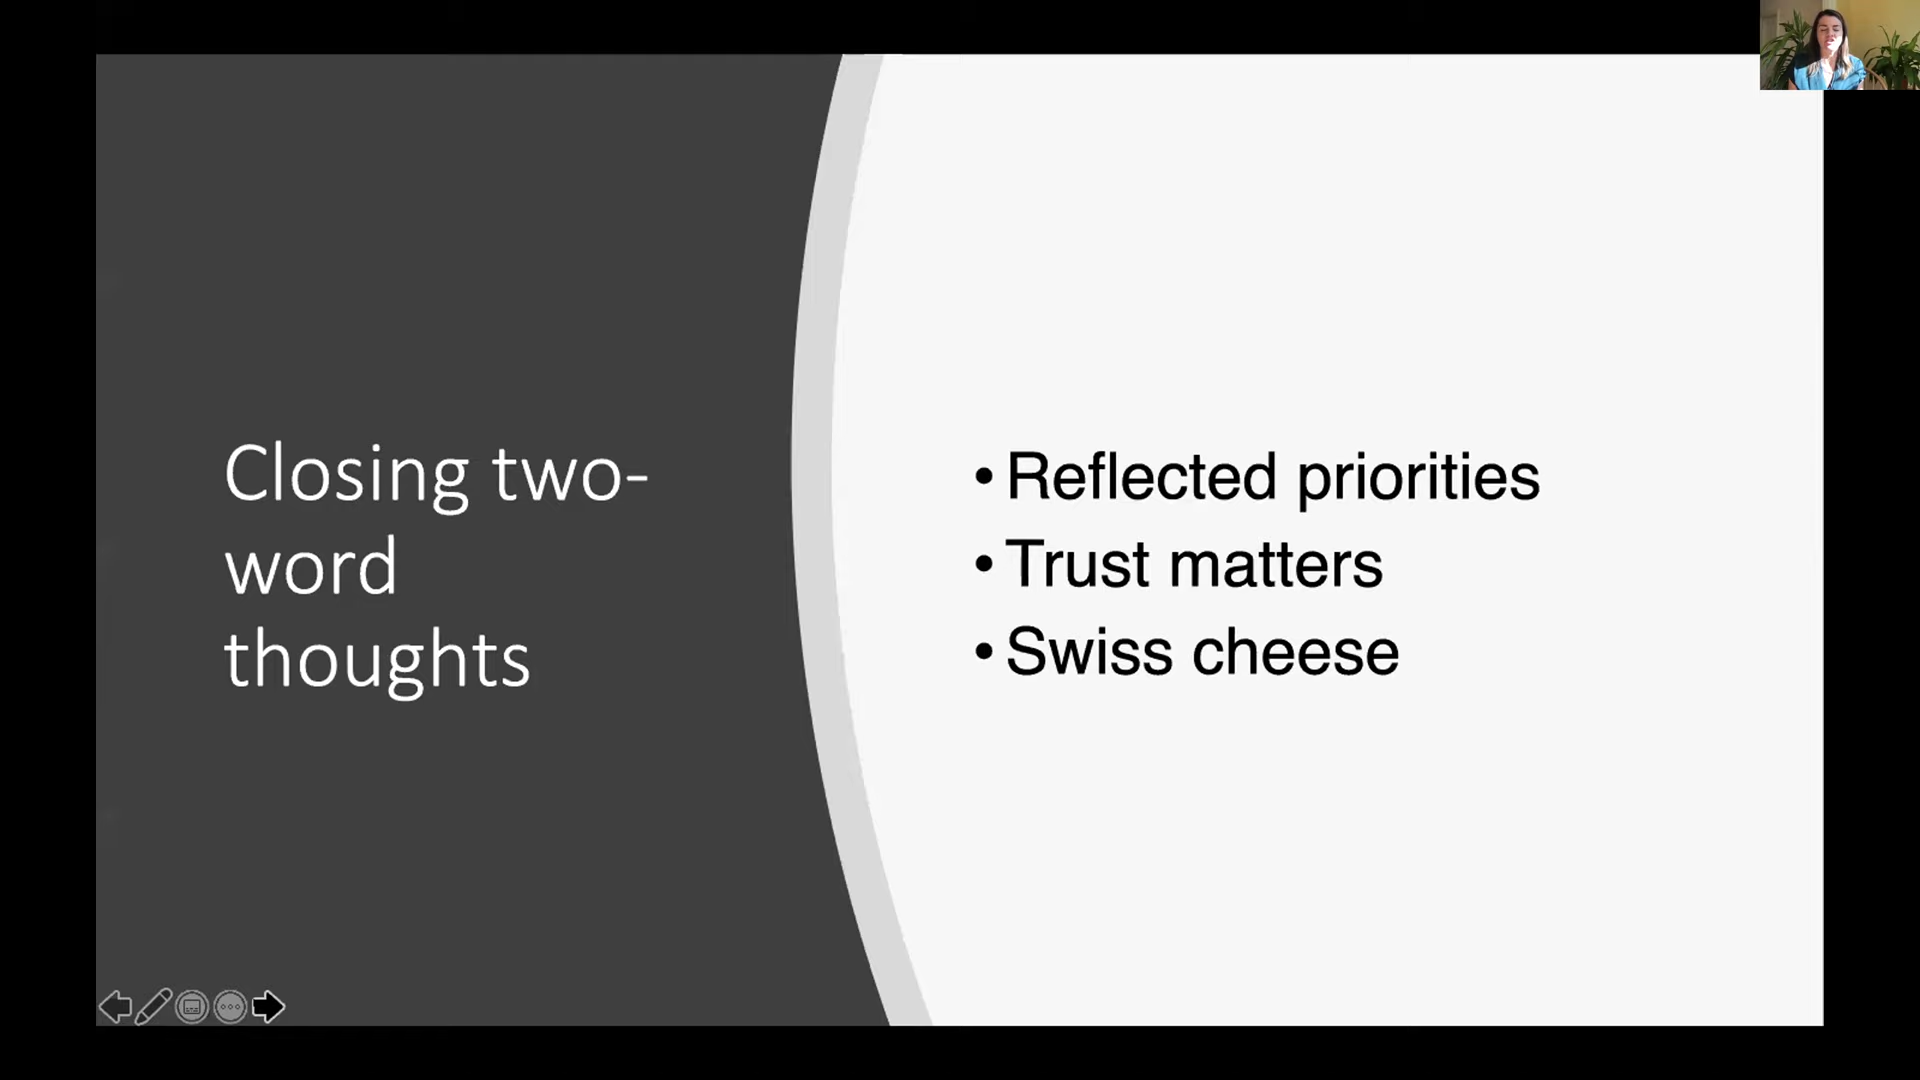 Closing two-
word
thoughts
• Reflected priorities
• Trust matters
• Swiss cheese